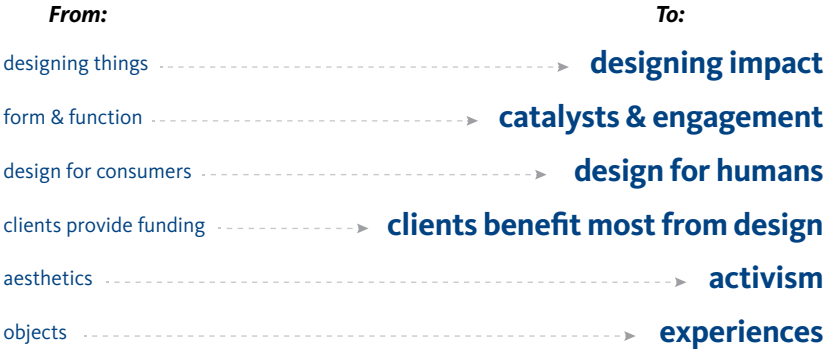 From: To:
designing things designing impact
form & function catalysts & engagement
design for consumers design for humans
clients provide funding clients benefit most from design
aesthetics activism
objects experiences